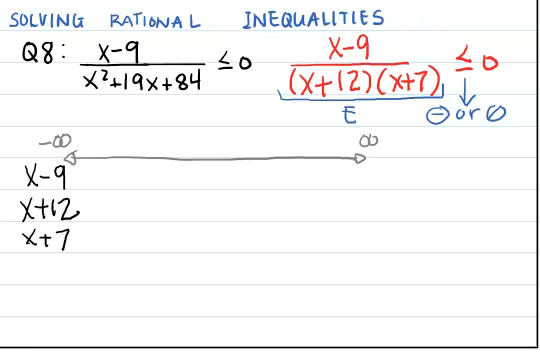 SOLVING RATIONAL INEQUALITIES
Q8: x-9 / x²+19x+84 ≤ 0 x-9 / (x+12)(x+7) ≤ 0
E ⊖ or 0
-∞ ∞
x-9
x+12
x+7